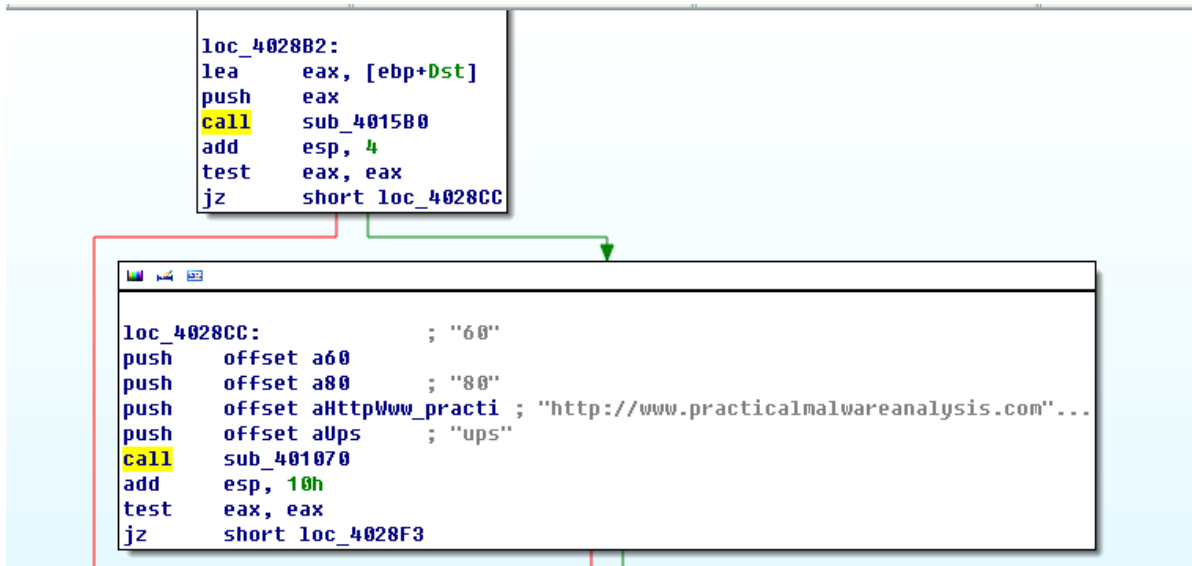 loc_4028B2:
lea eax, [ebp+Dst]
push eax
call sub_4015B0
add esp, 4
test eax, eax
jz short loc_4028CC
loc_4028CC: ; "60"
push offset a60
push offset a80 ; "80"
push offset aHttpWww_practi ; "http://www.practicalmalwareanalysis.com"...
push offset aUps ; "ups"
call sub_401070
add esp, 10h
test eax, eax
jz short loc_4028F3